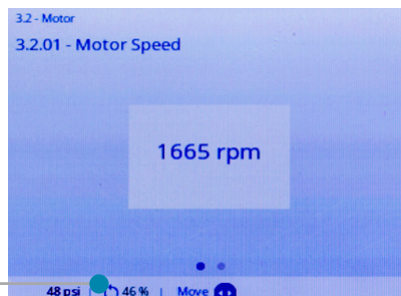 3.2 - Motor
3.2.01 - Motor Speed
1665 rpm
48 psi | 46 % | Move